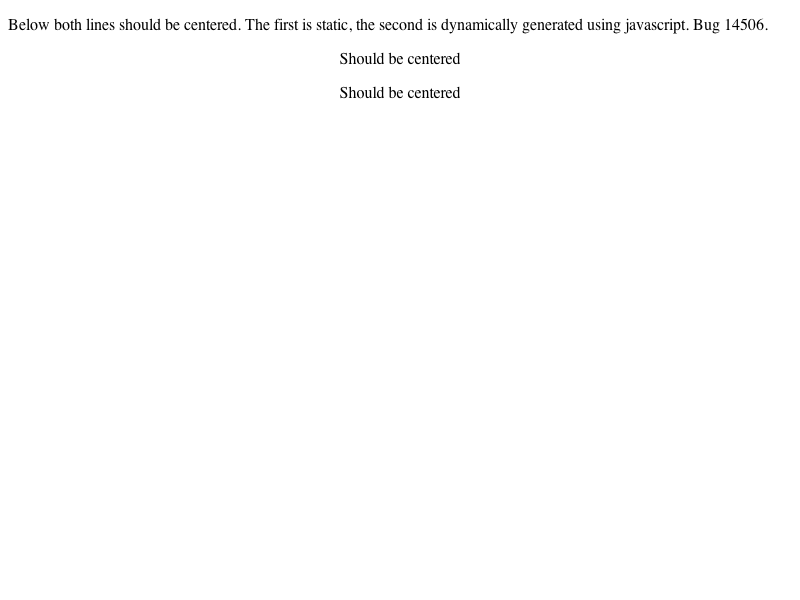 Below both lines should be centered. The first is static, the second is dynamically generated using javascript. Bug 14506.
Should be centered
Should be centered